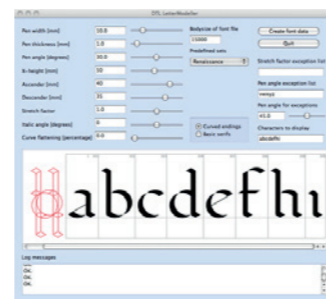 DTL LetterModeller
Pen width [mm] 10.0
Pen thickness [mm] 1.0
Pen angle [degrees] 30.0
X-height [mm] 50
Ascender [mm] 40
Descender [mm] 35
Stretch factor 1.0
Italic angle [degrees] 0
Curve flattening [percentage] 0.0
Bodysize of font file
Predefined sets
Renaissance
Curved endings
Basic serifs
Create font data
Quit
Stretch factor exception list
Pen angle exception list
vwxyz
Pen angle for exceptions
45.0
Characters to display
abcdefhi
abcdefhi
Log messages
OK.
OK.
OK.